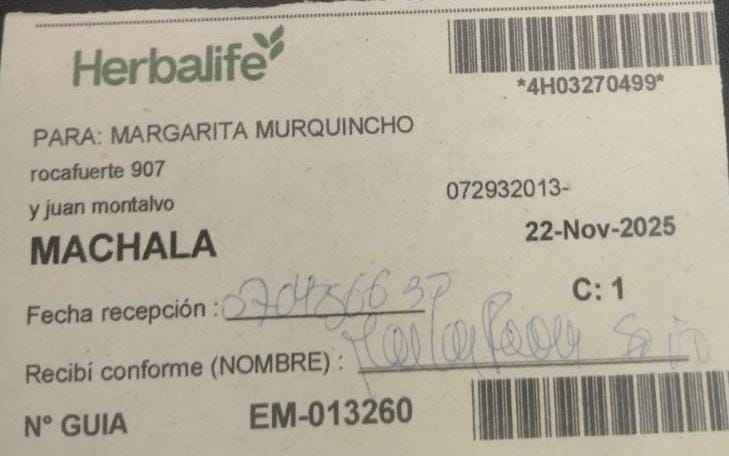 Herbalife
*4H03270499*
PARA: MARGARITA MURQUINCHO
rocafuerte 907
y juan montalvo
072932013-
MACHALA
22-Nov-2025
C: 1
Fecha recepción :
Recibí conforme (NOMBRE) :
Nº GUIA EM-013260